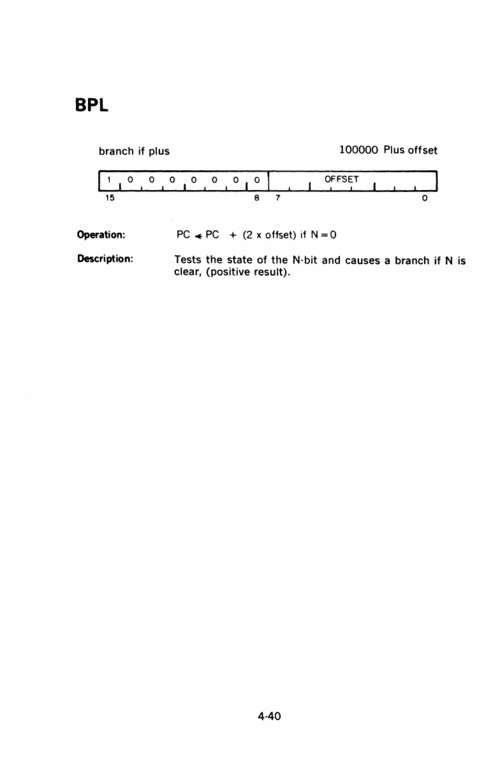 BPL
branch if plus 100000 Plus offset
1 0 0 0 0 0 0 0 OFFSET
15 8 7 0
Operation: PC ◄ PC + (2 x offset) if N=0
Description: Tests the state of the N-bit and causes a branch if N is
clear, (positive result).
4-40